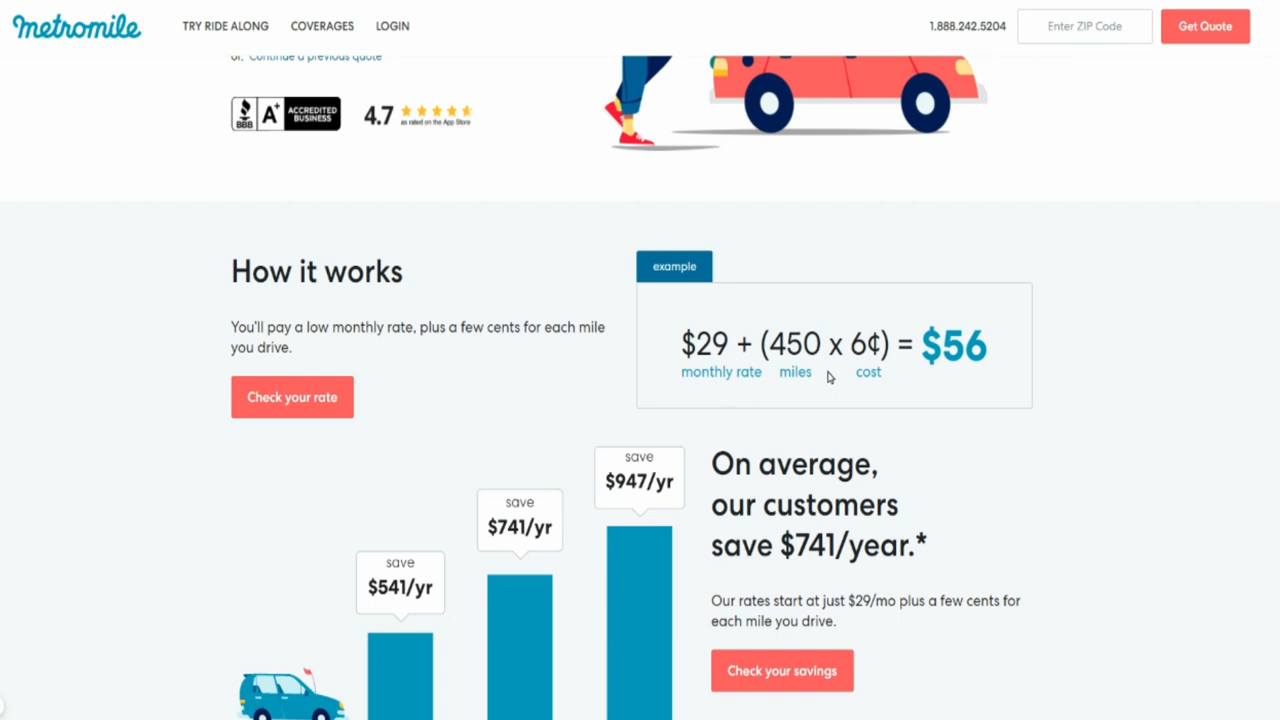 metromile TRY RIDE ALONG COVERAGES LOGIN 1.888.242.5204 Enter ZIP Code Get Quote
or, Continue a previous quote
BBB A+ ACCREDITED BUSINESS 4.7 as rated on the App Store
How it works
You'll pay a low monthly rate, plus a few cents for each mile
you drive.
Check your rate
example
$29 + (450 x 6¢) = $56
monthly rate miles cost
save
$541/yr
save
$741/yr
save
$947/yr
On average,
our customers
save $741/year.*
Our rates start at just $29/mo plus a few cents for
each mile you drive.
Check your savings